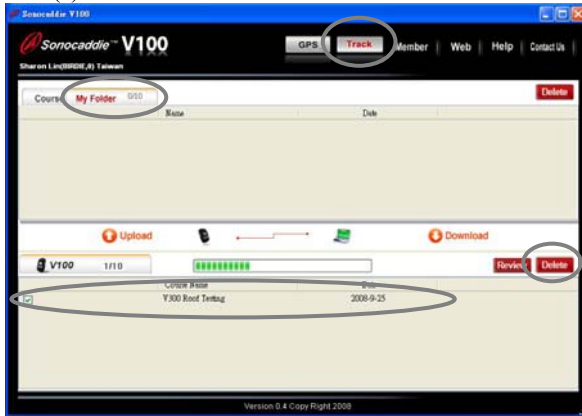 Sonocaddie V100
Sonocaddie™ V100
GPS Track Member Web Help Contact Us
Sharon Lin(BIRDIE,0) Taiwan
Course My Folder 0/10 Delete
Name Date
Upload Download
V100 1/10 Review Delete
Course Name Date
V300 Roof Testing 2008-9-25
Version 0.4 Copy Right 2008